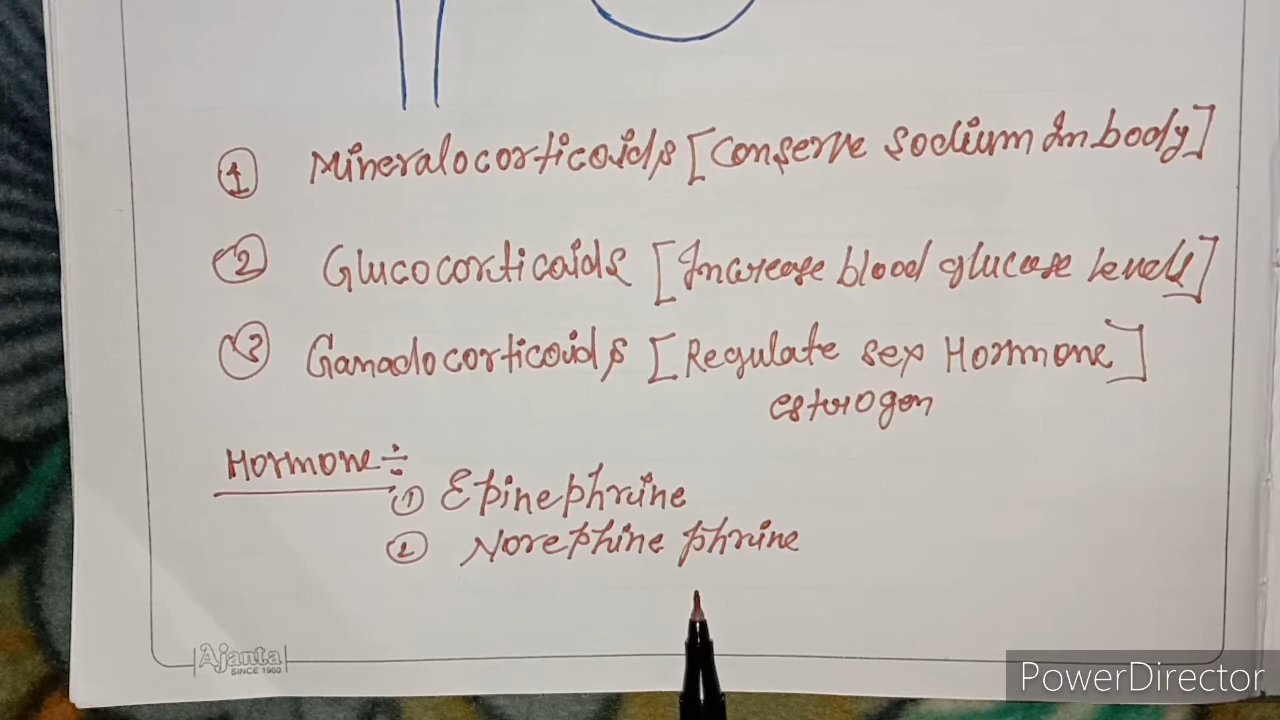 ① Mineralocorticoids [Conserve sodium In body]
② Glucocorticoids [Increase blood glucose levels]
③ Ganadocorticoids [Regulate sex Hormone]
estrogen
Hormone ÷
① Epinephrine
② Norephine phrine
Ajanta
SINCE 1960
PowerDirector